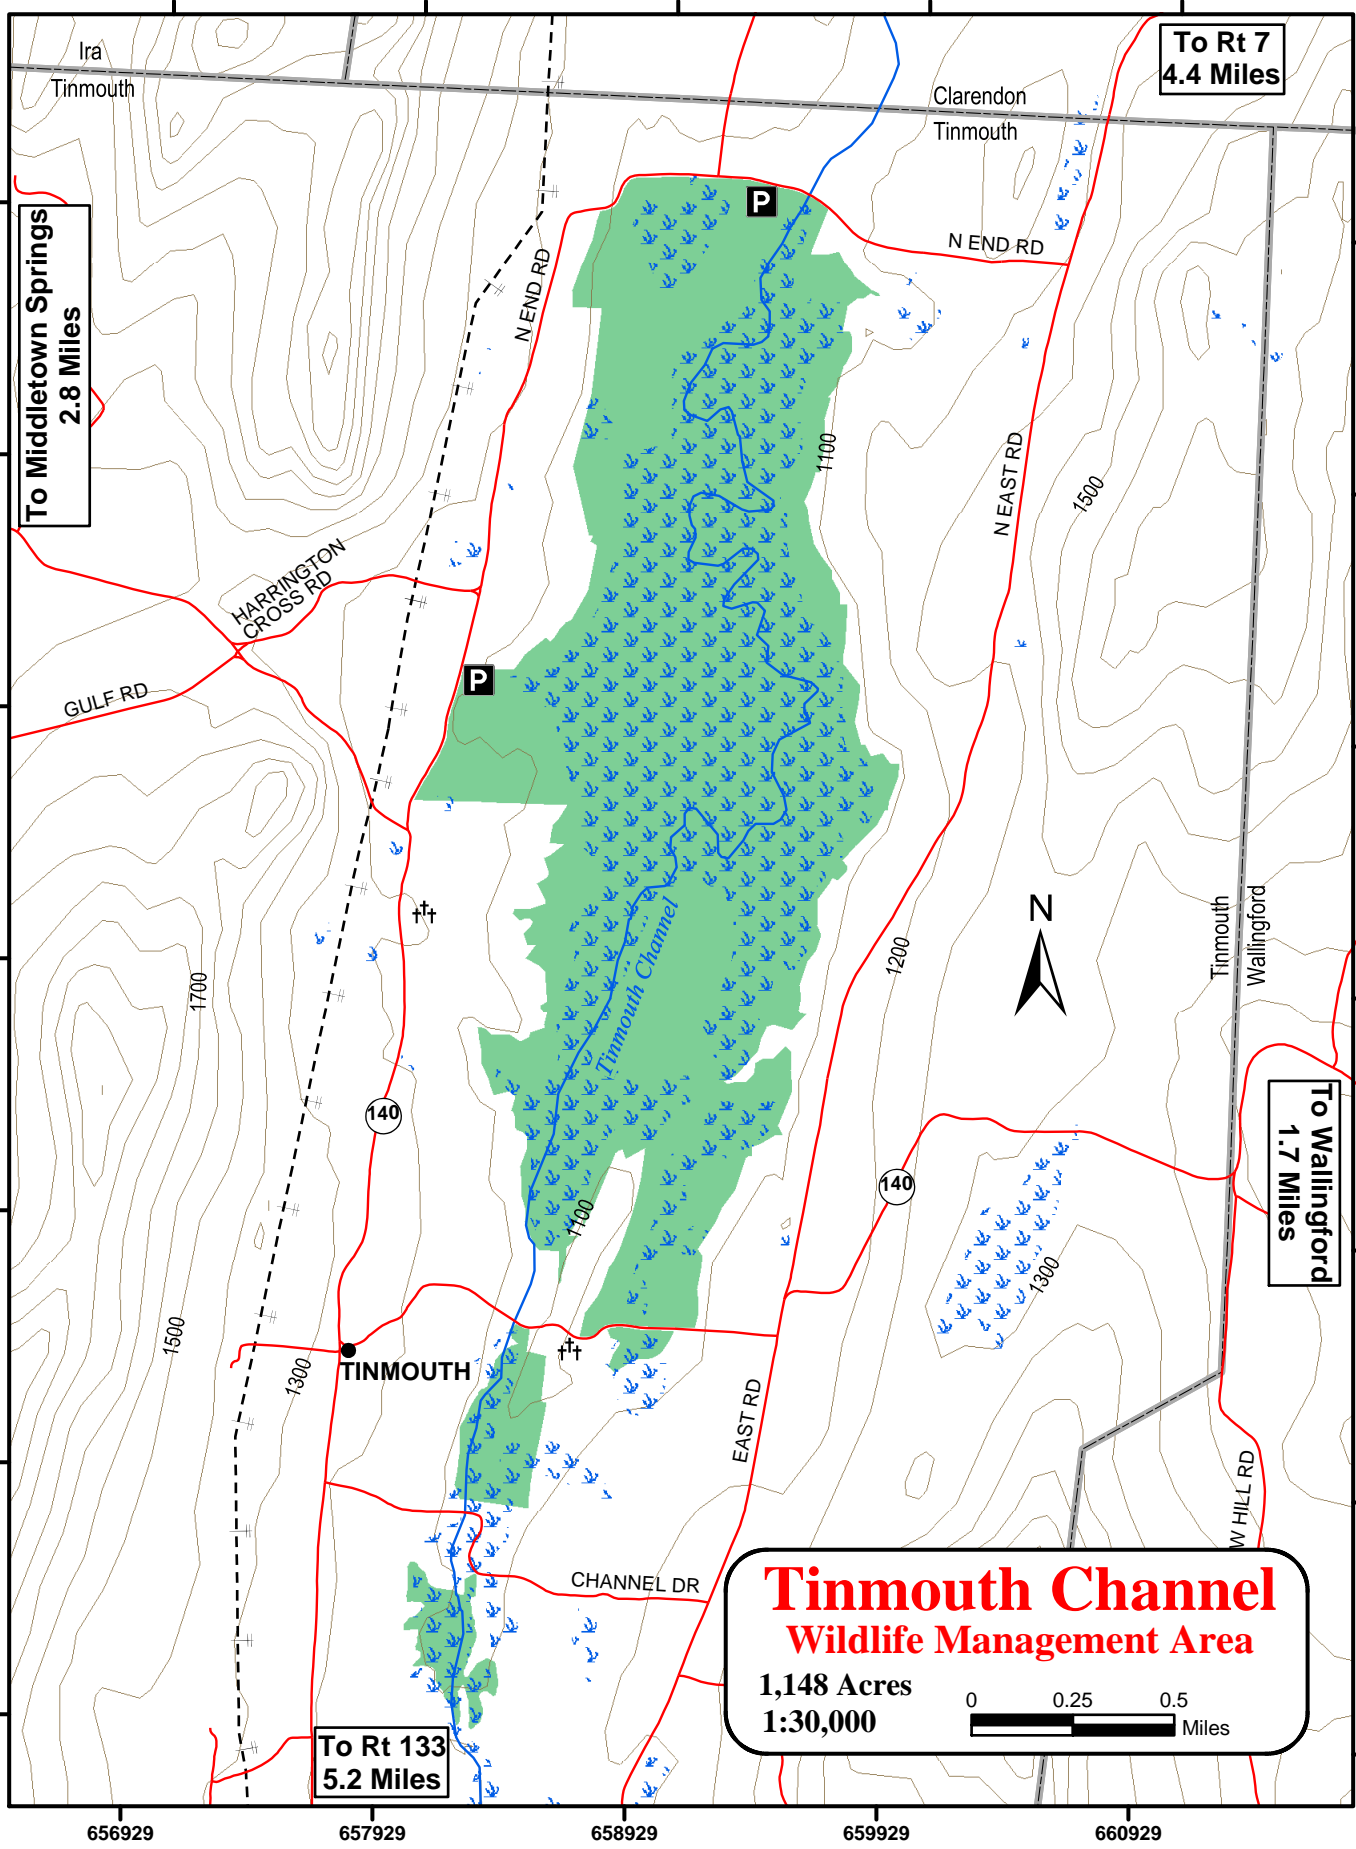 Ira
Tinmouth
To Rt 7
4.4 Miles
Clarendon
Tinmouth
P
N END RD
N END RD
To Middletown Springs
2.8 Miles
1100
N EAST RD
1500
HARRINGTON
CROSS RD
GULF RD
P
N
Tinmouth
Wallingford
1200
1700
Tinmouth Channel
140
140
To Wallingford
1.7 Miles
1100
1300
1500
1300
TINMOUTH
EAST RD
W HILL RD
CHANNEL DR
Tinmouth Channel
Wildlife Management Area
1,148 Acres
1:30,000
0 0.25 0.5
Miles
To Rt 133
5.2 Miles
656929 657929 658929 659929 660929